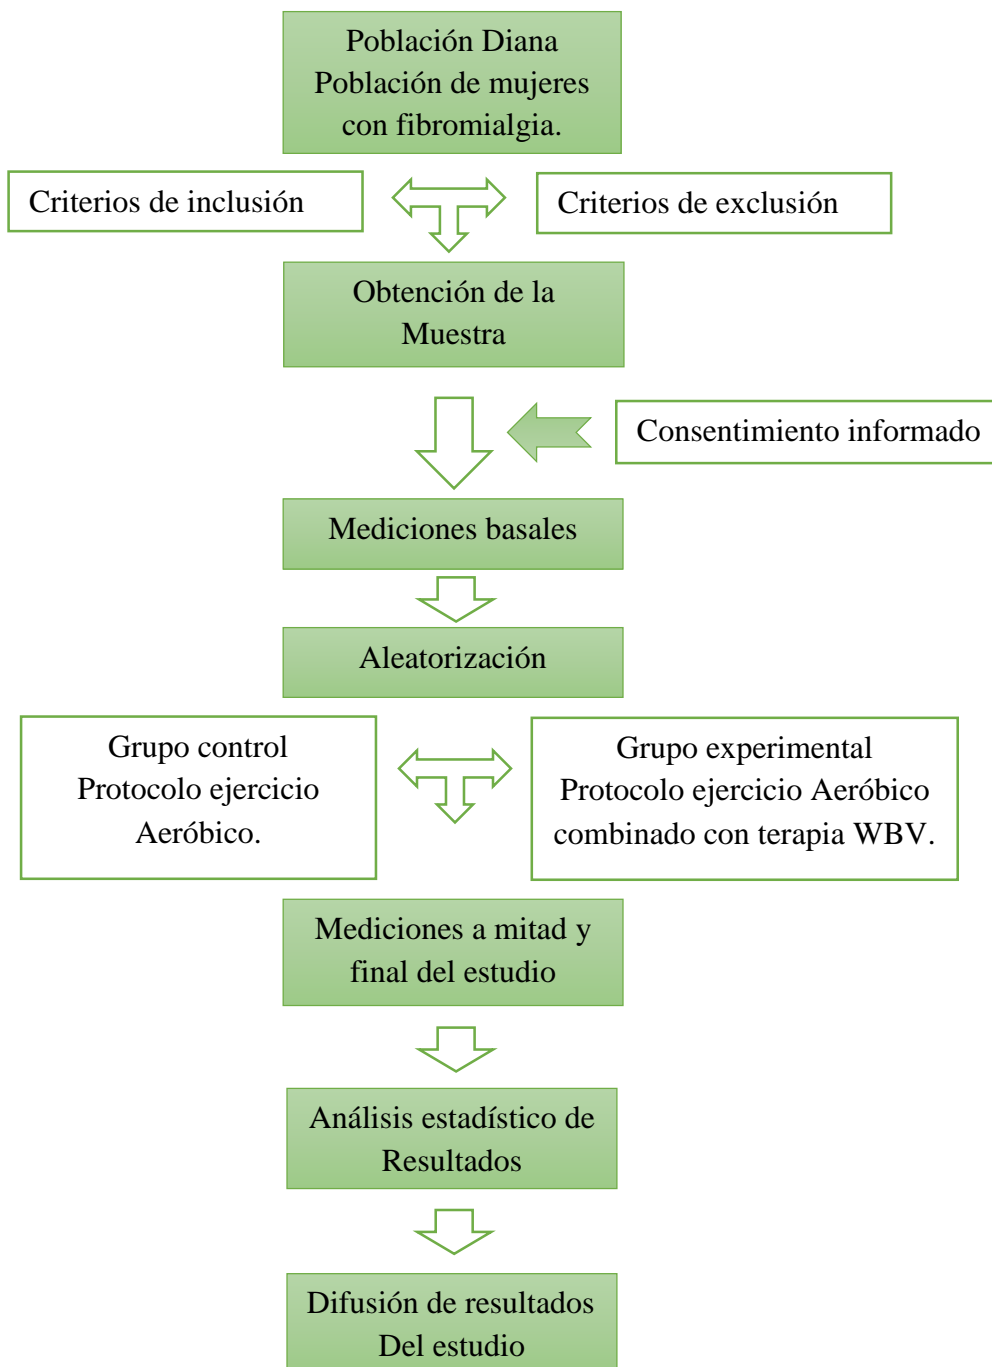 Población Diana
Población de mujeres
con fibromialgia.
Criterios de inclusión
Criterios de exclusión
Obtención de la
Muestra
Consentimiento informado
Mediciones basales
Aleatorización
Grupo control
Protocolo ejercicio
Aeróbico.
Grupo experimental
Protocolo ejercicio Aeróbico
combinado con terapia WBV.
Mediciones a mitad y
final del estudio
Análisis estadístico de
Resultados
Difusión de resultados
Del estudio